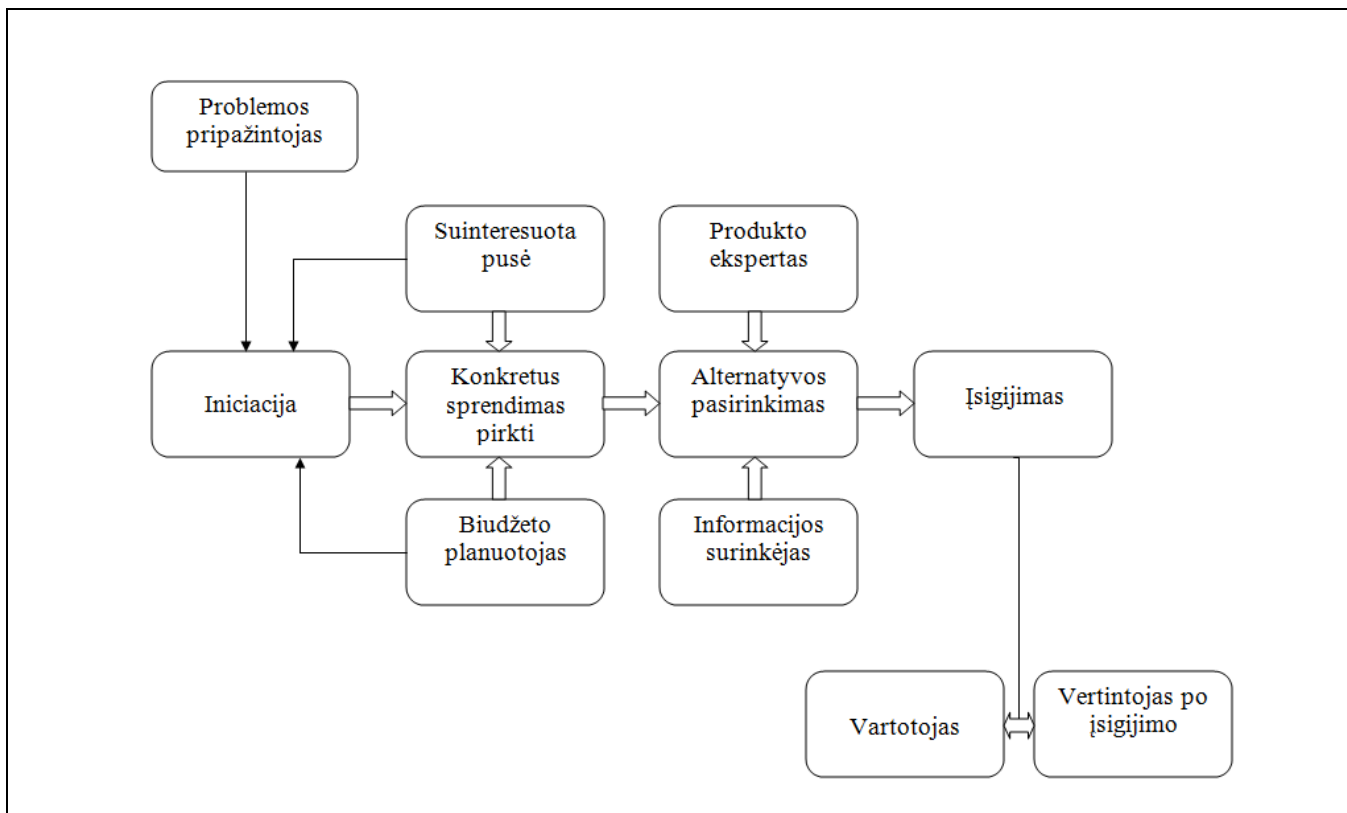 Problemos
pripažintojas
Suinteresuota
pusė
Produkto
ekspertas
Iniciacija
Konkretus
sprendimas
pirkti
Alternatyvos
pasirinkimas
Įsigijimas
Biudžeto
planuotojas
Informacijos
surinkėjas
Vartotojas
Vertintojas po
įsigijimo